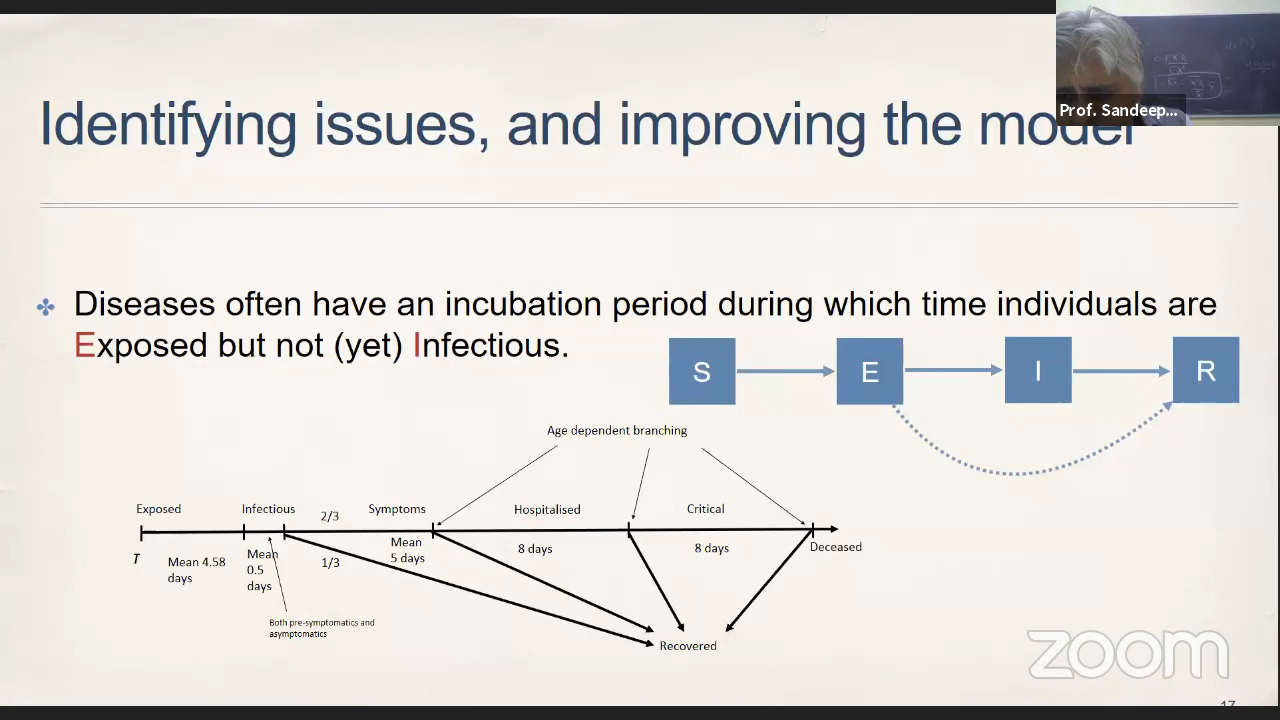 Identifying issues, and improving the model
Prof. Sandeep...
Diseases often have an incubation period during which time individuals are
Exposed but not (yet) Infectious.
S E I R
Age dependent branching
Exposed Infectious 2/3 Symptoms Hospitalised Critical
T Mean 4.58
days
Mean
0.5
days
1/3
Mean
5 days
8 days
8 days
Deceased
Both pre-symptomatics and
asymptomatics
Recovered
zoom